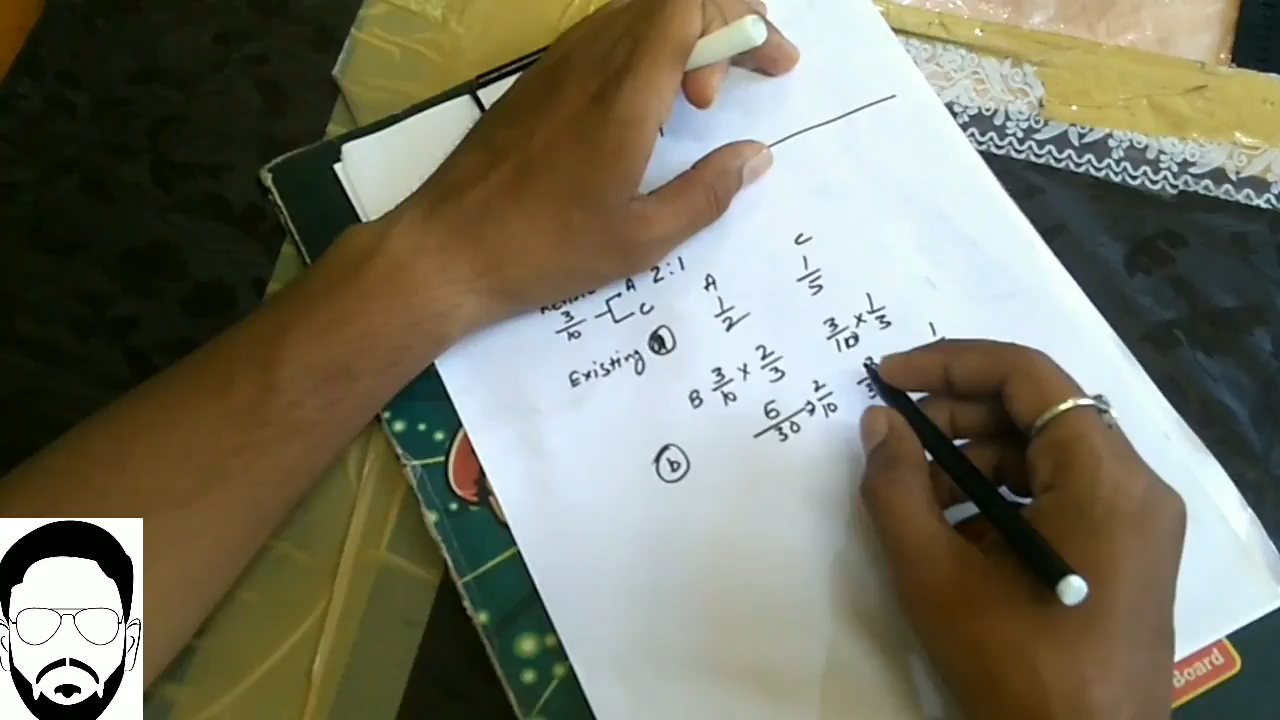 A 2:1
3/10 C
Existing (a) A 1/2 C 1/5
B 3/10 × 2/3 3/10 × 1/3
6/30 → 2/10
(b)
Board